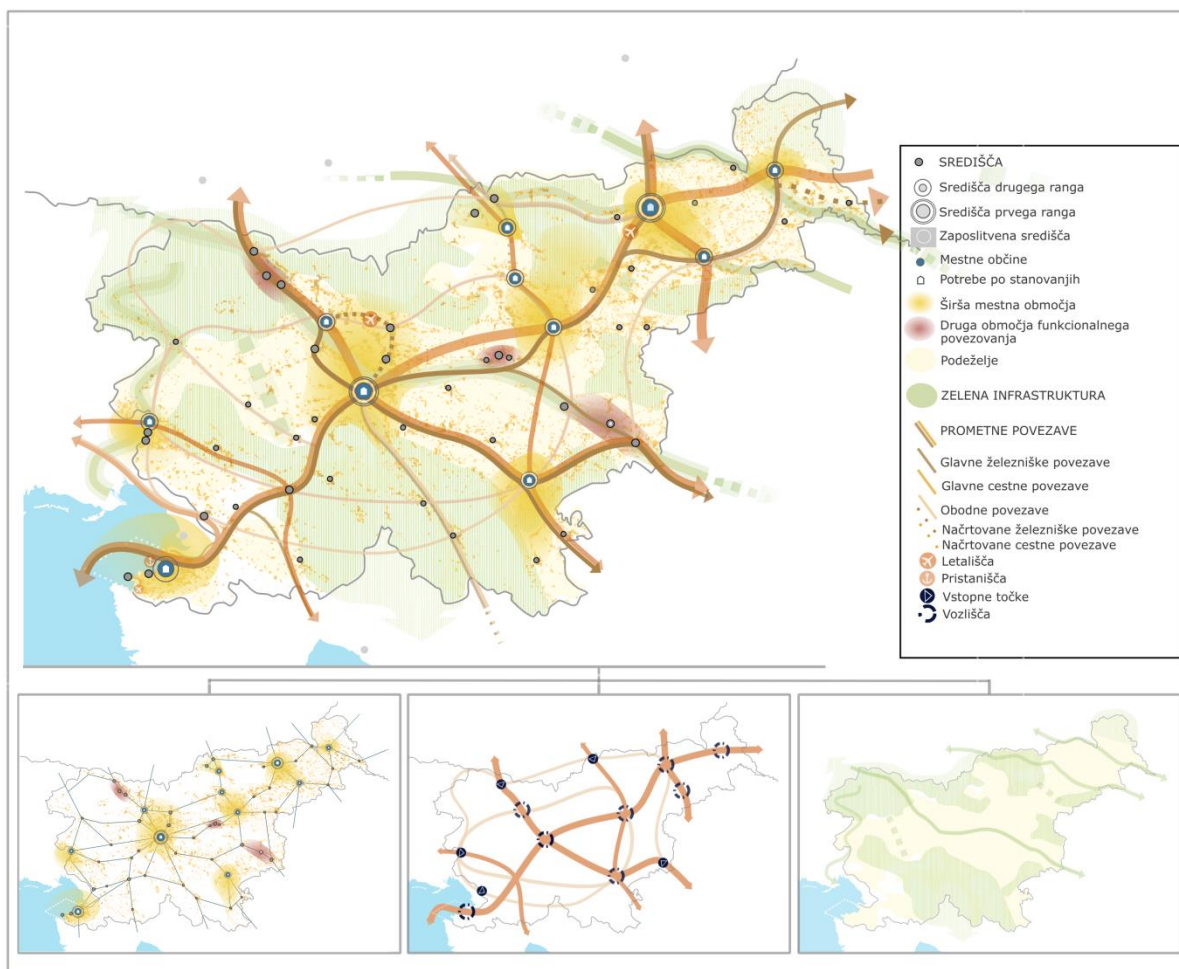 SREDIŠČA
Središča drugega ranga
Središča prvega ranga
Zaposlitvena središča
Mestne občine
Potrebe po stanovanjih
Širša mestna območja
Druga območja funkcionalnega
povezovanja
Podeželje
ZELENA INFRASTRUKTURA
PROMETNE POVEZAVE
Glavne železniške povezave
Glavne cestne povezave
Obodne povezave
Načrtovane železniške povezave
Načrtovane cestne povezave
Letališča
Pristanišča
Vstopne točke
Vozlišča